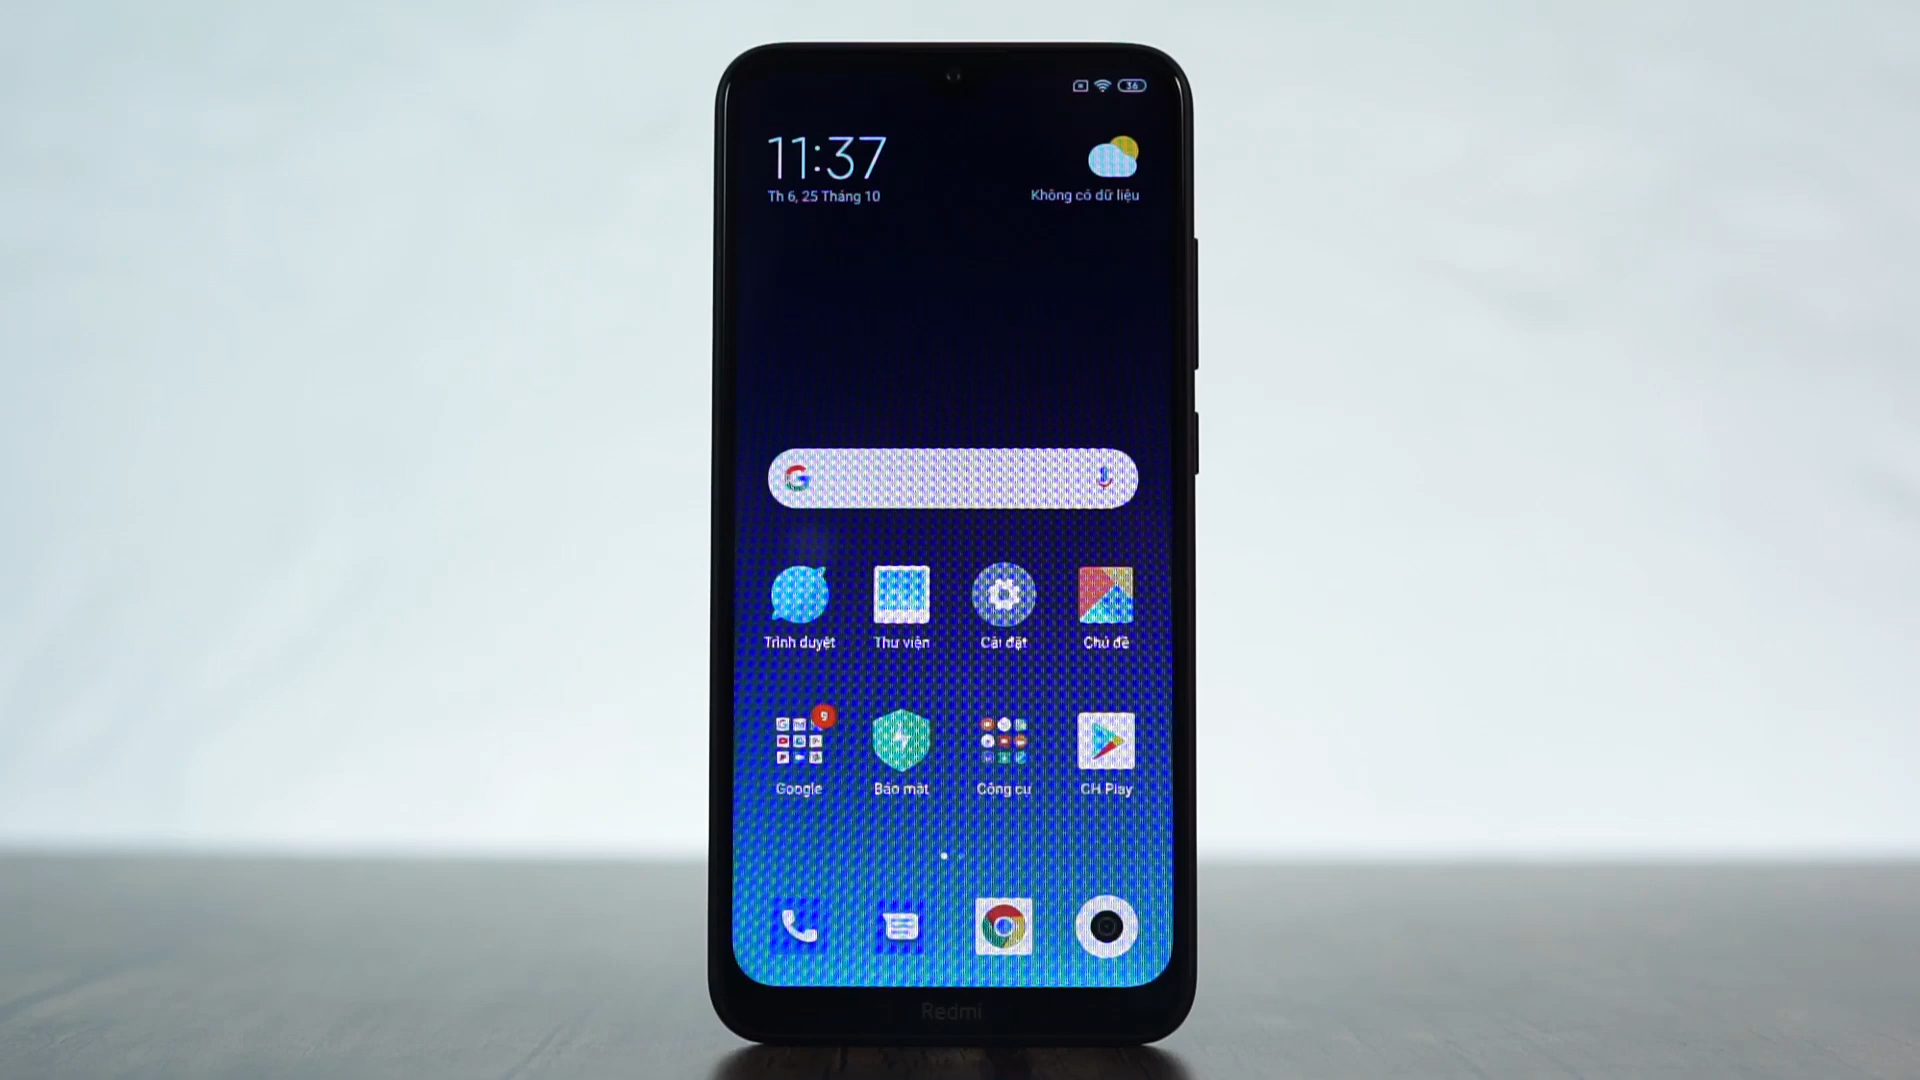 36
11:37
Th 6, 25 Tháng 10
Không có dữ liệu
Trình duyệt
Thư viện
Cài đặt
Chủ đề
9
Google
Bảo mật
Công cụ
CH Play
Redmi